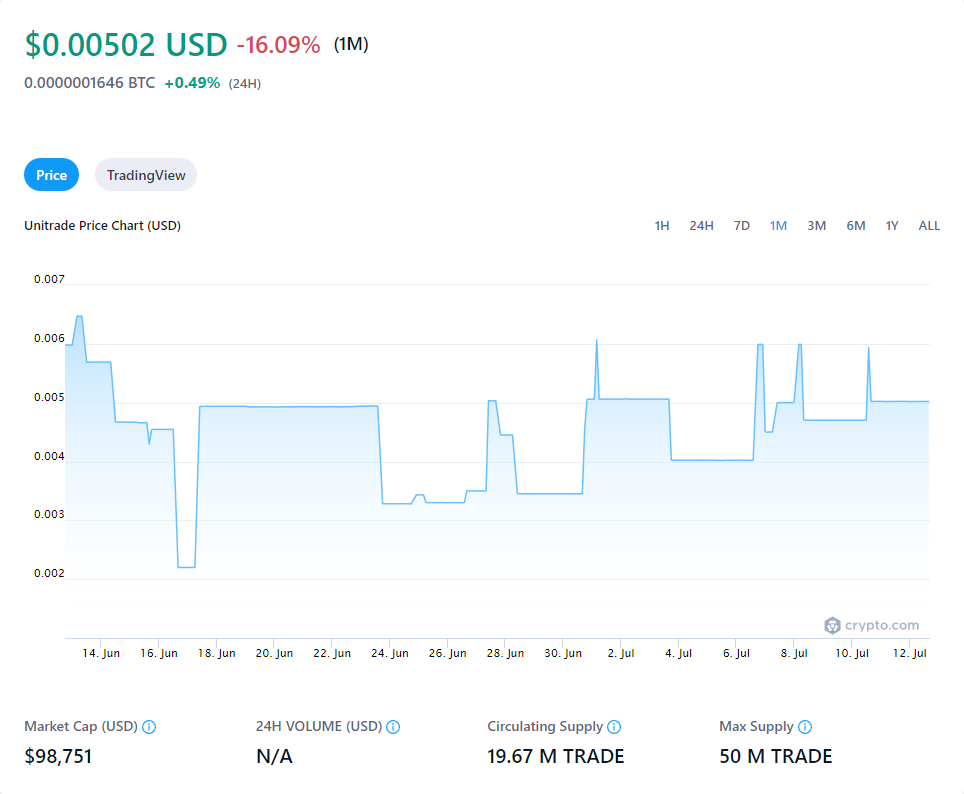 $0.00502 USD -16.09% (1M)
0.0000001646 BTC +0.49% (24H)
Price TradingView
Unitrade Price Chart (USD) 1H 24H 7D 1M 3M 6M 1Y ALL
0.007
0.006
0.005
0.004
0.003
0.002
crypto.com
14. Jun 16. Jun 18. Jun 20. Jun 22. Jun 24. Jun 26. Jun 28. Jun 30. Jun 2. Jul 4. Jul 6. Jul 8. Jul 10. Jul 12. Jul
Market Cap (USD) 24H VOLUME (USD) Circulating Supply Max Supply
$98,751 N/A 19.67 M TRADE 50 M TRADE